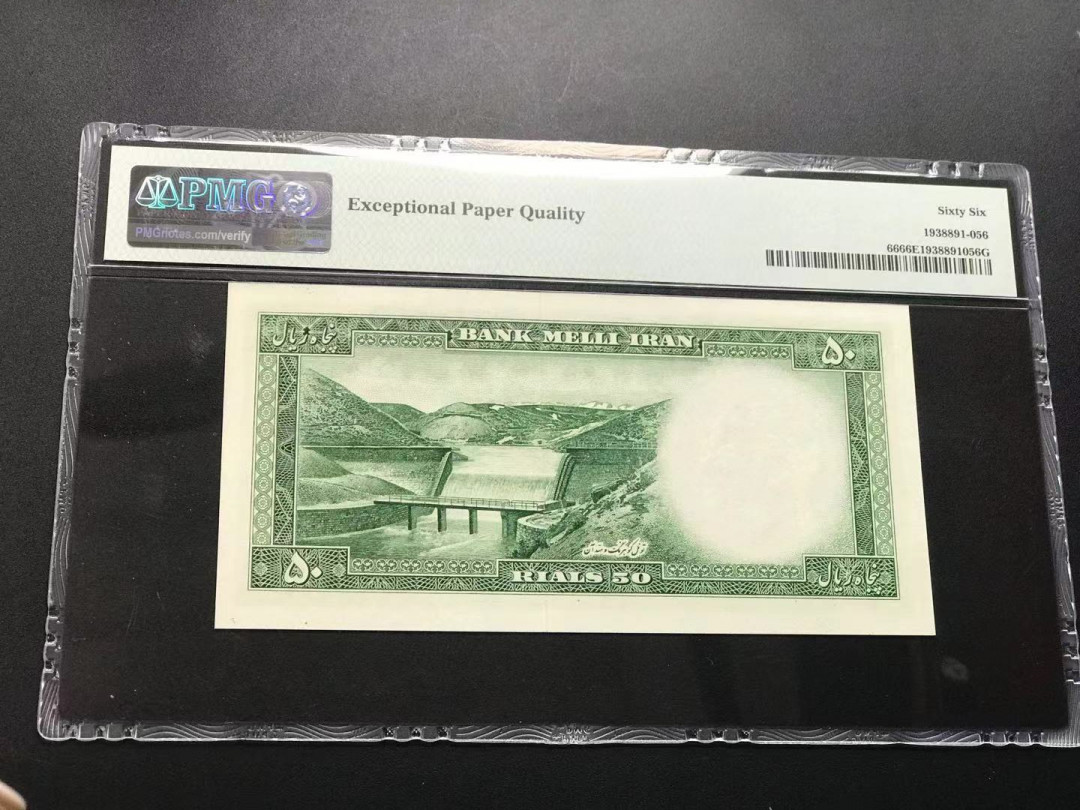 PMG
PMGnotes.com/verify
Exceptional Paper Quality
Sixty Six
1938891-056
6666E1938891056G
پنجاه ریال
BANK MELLI IRAN
۵۰
۵۰
RIALS 50
پنجاه ریال